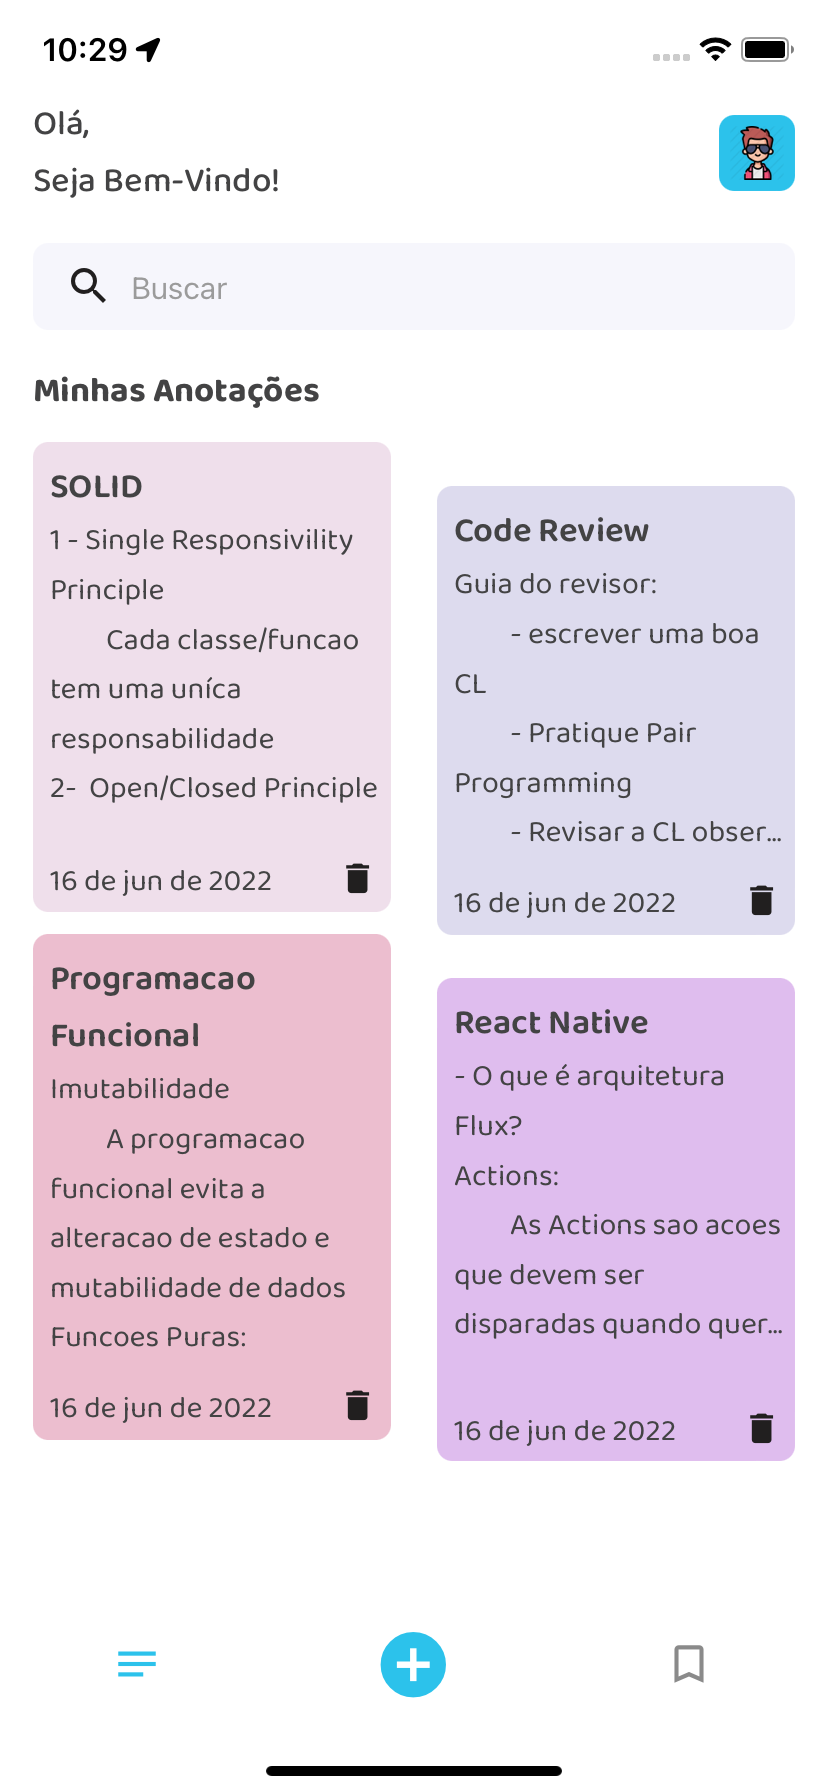 10:29
Olá,
Seja Bem-Vindo!
Buscar
Minhas Anotações
SOLID
1 - Single Responsivility
Principle
Cada classe/funcao
tem uma uníca
responsabilidade
2-  Open/Closed Principle
16 de jun de 2022
Code Review
Guia do revisor:
- escrever uma boa
CL
- Pratique Pair
Programming
- Revisar a CL obser...
16 de jun de 2022
Programacao
Funcional
Imutabilidade
A programacao
funcional evita a
alteracao de estado e
mutabilidade de dados
Funcoes Puras:
16 de jun de 2022
React Native
- O que é arquitetura
Flux?
Actions:
As Actions sao acoes
que devem ser
disparadas quando quer...
16 de jun de 2022